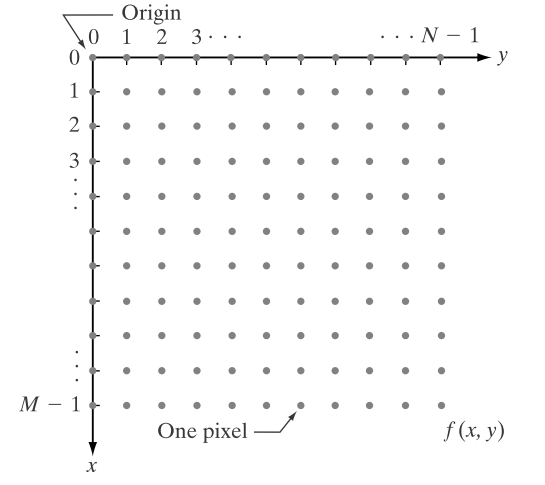 Origin
0 1 2 3 · · · · · · N − 1
0 y
1
2
3
·
·
·
·
·
·
M − 1
One pixel f(x, y)
x